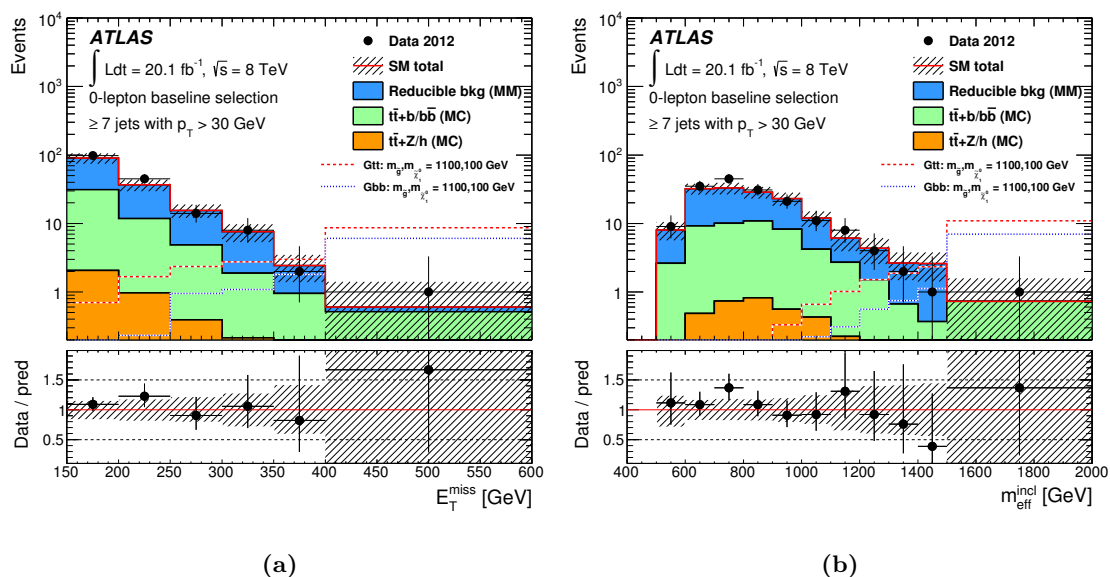 Events
10⁴
10³
10²
10
1
ATLAS
∫ Ldt = 20.1 fb⁻¹, √s = 8 TeV
0-lepton baseline selection
≥ 7 jets with p_T > 30 GeV
Data 2012
SM total
Reducible bkg (MM)
tt̄+b/bb̄ (MC)
tt̄+Z/h (MC)
Gtt: m_g̃,m_χ̃⁰₁ = 1100,100 GeV
Gbb: m_g̃,m_χ̃⁰₁ = 1100,100 GeV
Data / pred
1.5
1
0.5
150 200 250 300 350 400 450 500 550 600
E_T^miss [GeV]
(a)
Events
10⁴
10³
10²
10
1
ATLAS
∫ Ldt = 20.1 fb⁻¹, √s = 8 TeV
0-lepton baseline selection
≥ 7 jets with p_T > 30 GeV
Data 2012
SM total
Reducible bkg (MM)
tt̄+b/bb̄ (MC)
tt̄+Z/h (MC)
Gtt: m_g̃,m_χ̃⁰₁ = 1100,100 GeV
Gbb: m_g̃,m_χ̃⁰₁ = 1100,100 GeV
Data / pred
1.5
1
0.5
400 600 800 1000 1200 1400 1600 1800 2000
m_eff^incl [GeV]
(b)